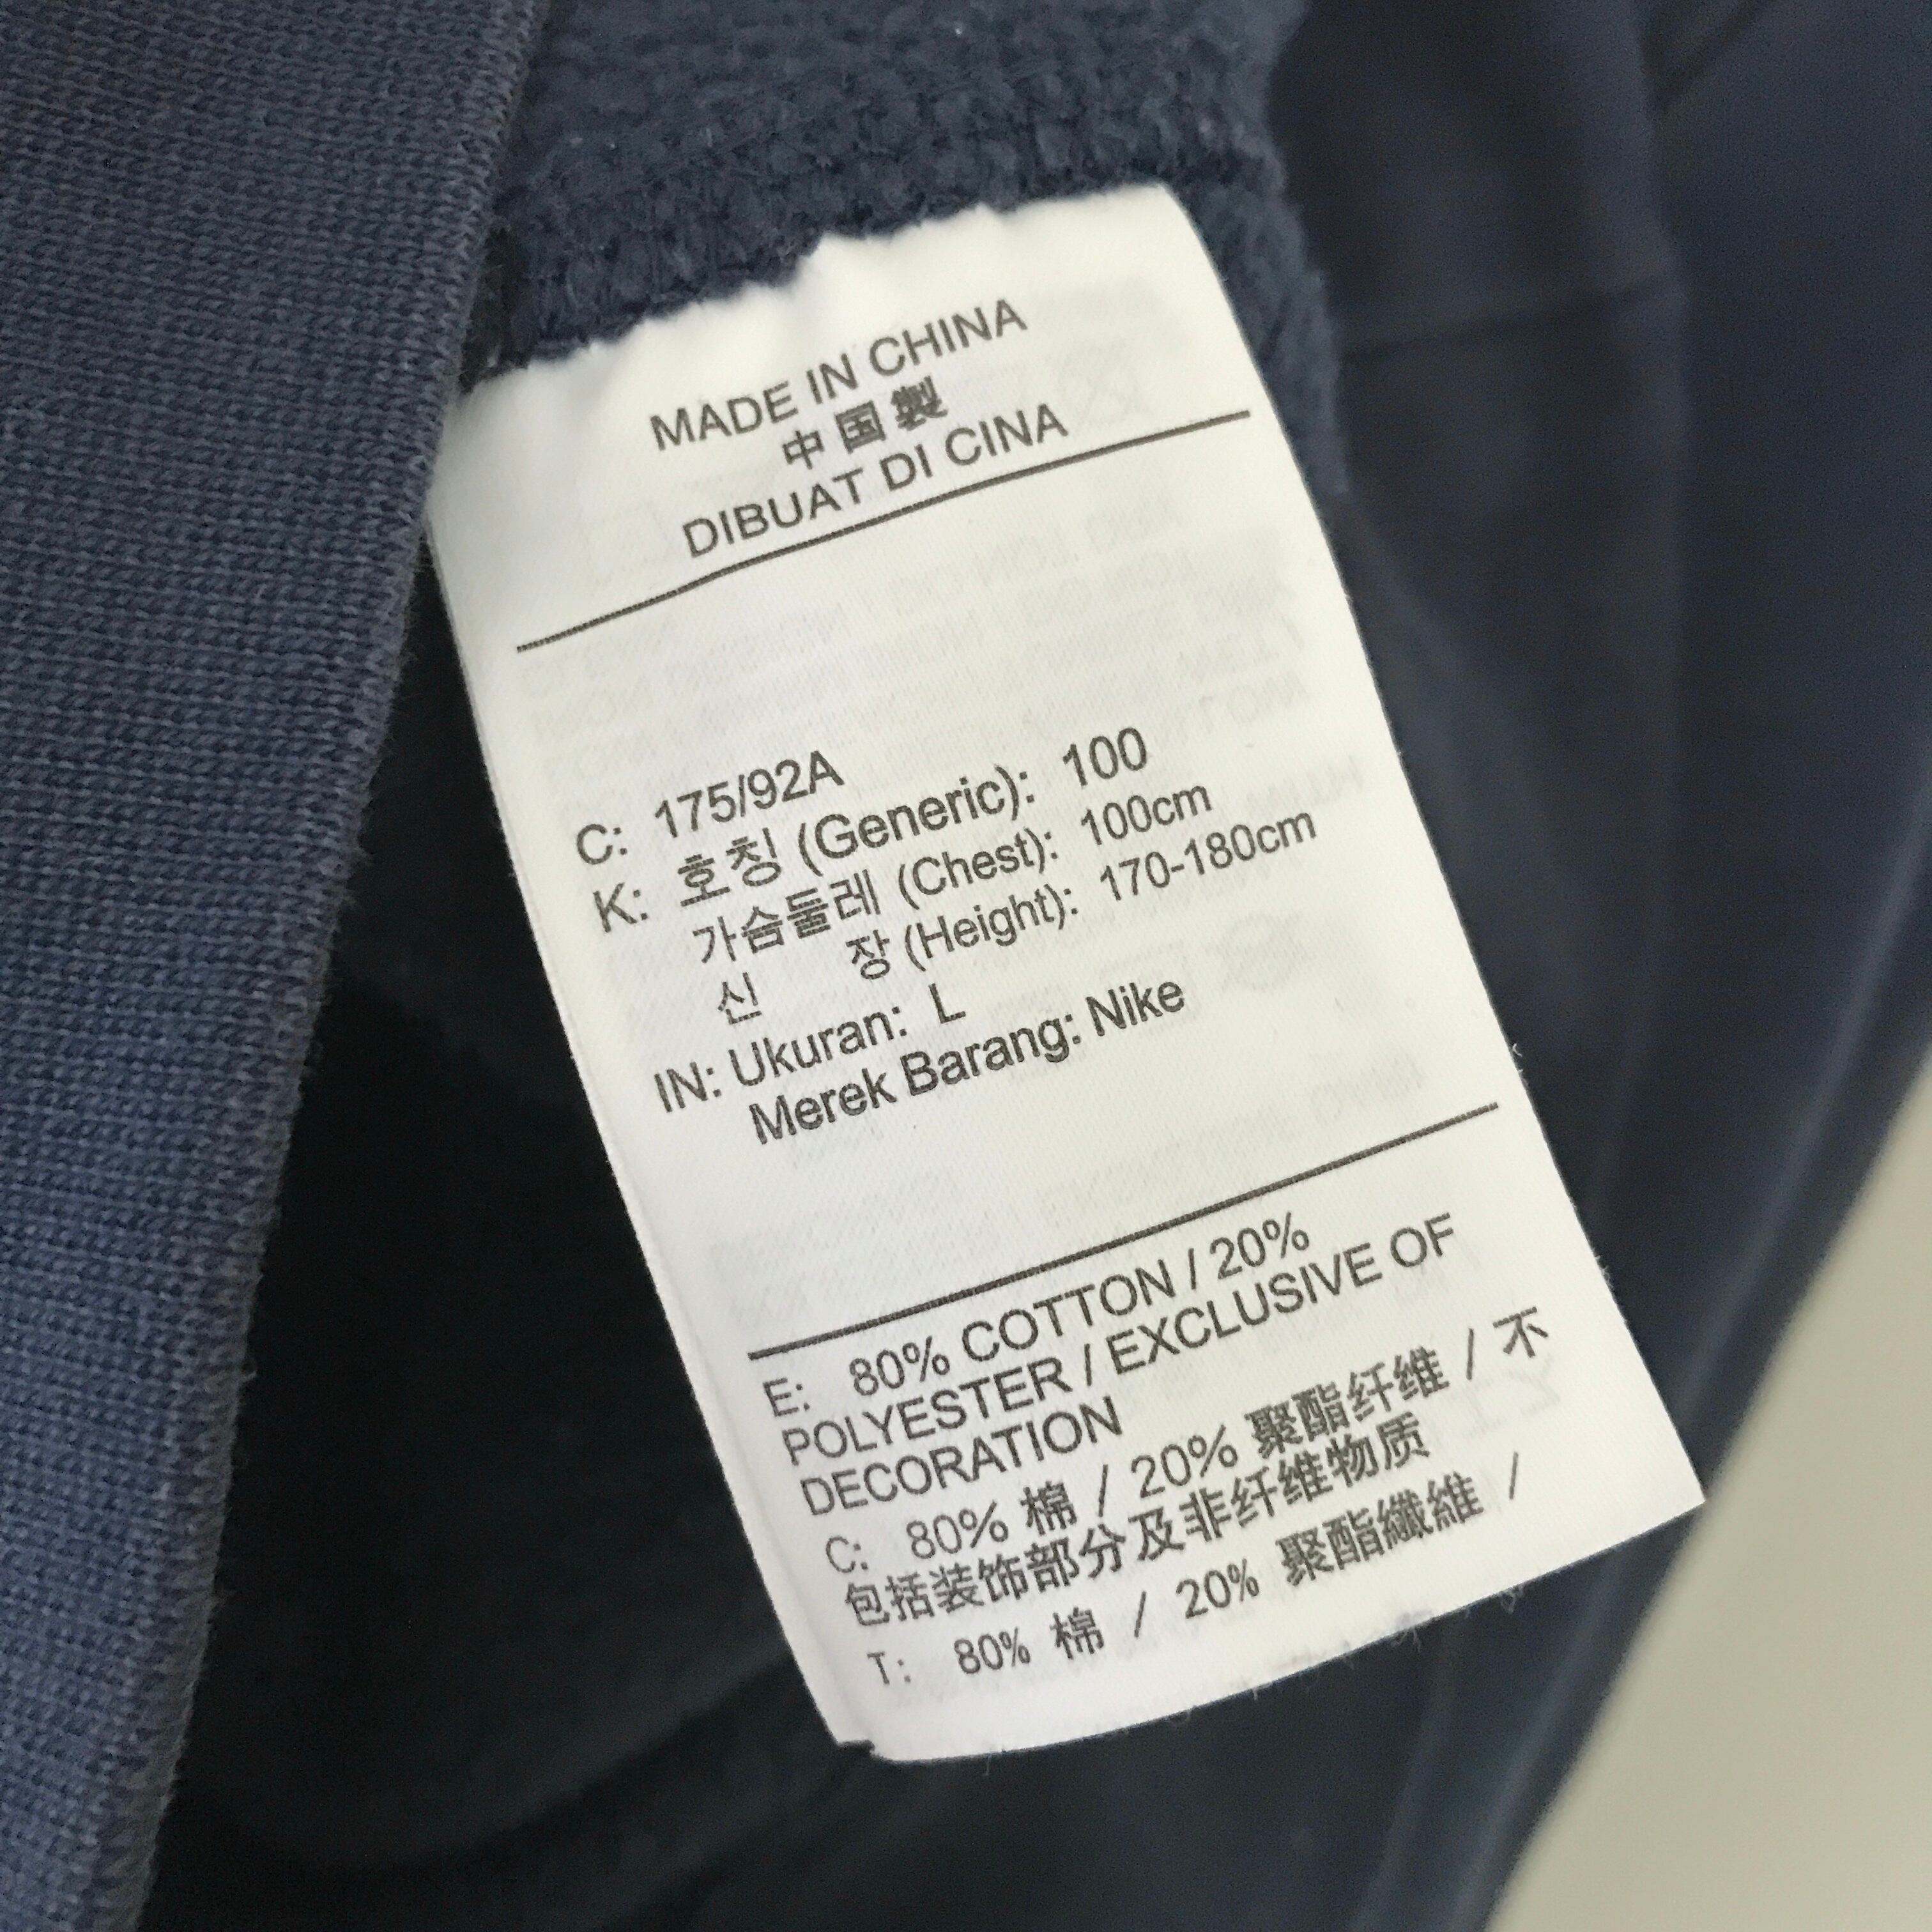 MADE IN CHINA
中国製
DIBUAT DI CINA
C: 175/92A
K: 호칭 (Generic): 100
가슴둘레 (Chest): 100cm
신 장 (Height): 170-180cm
IN: Ukuran: L
Merek Barang: Nike
E: 80% COTTON / 20%
POLYESTER / EXCLUSIVE OF
DECORATION
C: 80% 棉 / 20% 聚酯纤维 / 不
包括装饰部分及非纤维物质
T: 80% 棉 / 20% 聚酯纖維 /